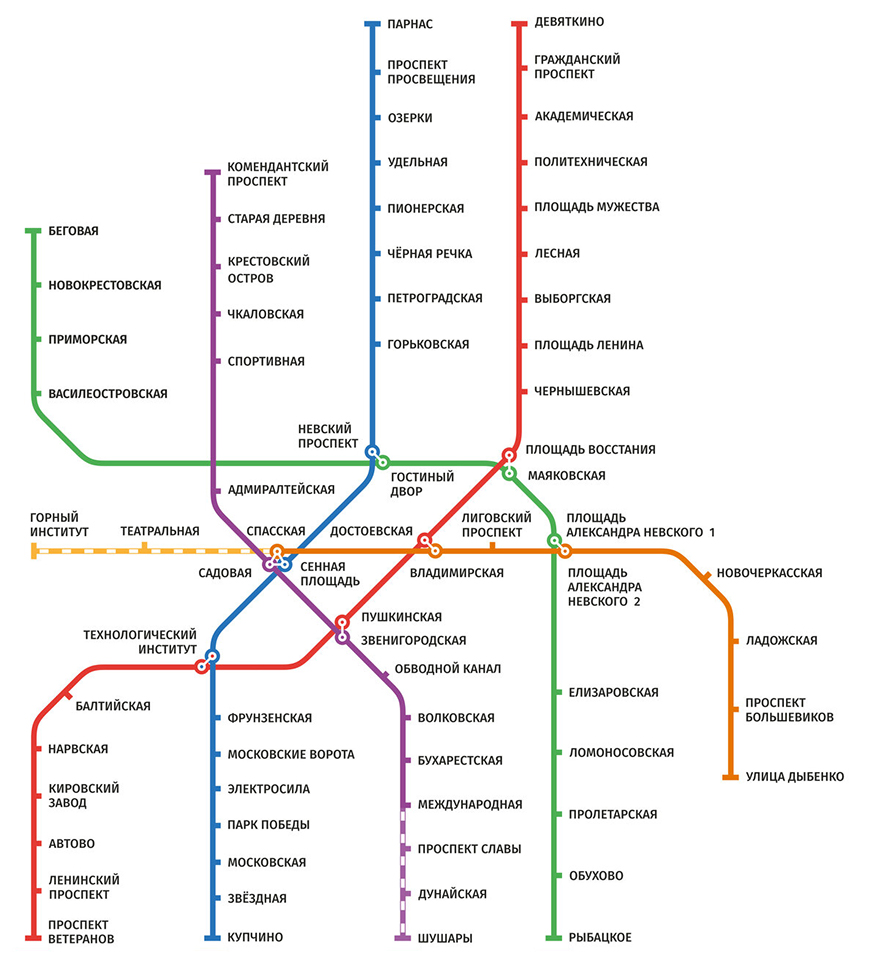 ПАРНАС
ДЕВЯТКИНО
ПРОСПЕКТ
ПРОСВЕЩЕНИЯ
ГРАЖДАНСКИЙ
ПРОСПЕКТ
ОЗЕРКИ
АКАДЕМИЧЕСКАЯ
КОМЕНДАНТСКИЙ
ПРОСПЕКТ
УДЕЛЬНАЯ
ПОЛИТЕХНИЧЕСКАЯ
СТАРАЯ ДЕРЕВНЯ
ПИОНЕРСКАЯ
ПЛОЩАДЬ МУЖЕСТВА
БЕГОВАЯ
КРЕСТОВСКИЙ
ОСТРОВ
ЧЁРНАЯ РЕЧКА
ЛЕСНАЯ
НОВОКРЕСТОВСКАЯ
ЧКАЛОВСКАЯ
ПЕТРОГРАДСКАЯ
ВЫБОРГСКАЯ
ПРИМОРСКАЯ
СПОРТИВНАЯ
ГОРЬКОВСКАЯ
ПЛОЩАДЬ ЛЕНИНА
ВАСИЛЕОСТРОВСКАЯ
ЧЕРНЫШЕВСКАЯ
НЕВСКИЙ
ПРОСПЕКТ
ПЛОЩАДЬ ВОССТАНИЯ
ГОСТИНЫЙ
ДВОР
МАЯКОВСКАЯ
АДМИРАЛТЕЙСКАЯ
ГОРНЫЙ
ИНСТИТУТ
ТЕАТРАЛЬНАЯ
СПАССКАЯ
ДОСТОЕВСКАЯ
ЛИГОВСКИЙ
ПРОСПЕКТ
ПЛОЩАДЬ
АЛЕКСАНДРА НЕВСКОГО 1
САДОВАЯ
СЕННАЯ
ПЛОЩАДЬ
ВЛАДИМИРСКАЯ
ПЛОЩАДЬ
АЛЕКСАНДРА
НЕВСКОГО 2
НОВОЧЕРКАССКАЯ
ПУШКИНСКАЯ
ЗВЕНИГОРОДСКАЯ
ТЕХНОЛОГИЧЕСКИЙ
ИНСТИТУТ
ЛАДОЖСКАЯ
ОБВОДНОЙ КАНАЛ
БАЛТИЙСКАЯ
ЕЛИЗАРОВСКАЯ
ПРОСПЕКТ
БОЛЬШЕВИКОВ
ФРУНЗЕНСКАЯ
ВОЛКОВСКАЯ
НАРВСКАЯ
МОСКОВСКИЕ ВОРОТА
БУХАРЕСТСКАЯ
ЛОМОНОСОВСКАЯ
УЛИЦА ДЫБЕНКО
КИРОВСКИЙ
ЗАВОД
ЭЛЕКТРОСИЛА
МЕЖДУНАРОДНАЯ
ПРОЛЕТАРСКАЯ
ПАРК ПОБЕДЫ
АВТОВО
ПРОСПЕКТ СЛАВЫ
МОСКОВСКАЯ
ОБУХОВО
ЛЕНИНСКИЙ
ПРОСПЕКТ
ЗВЁЗДНАЯ
ДУНАЙСКАЯ
ПРОСПЕКТ
ВЕТЕРАНОВ
КУПЧИНО
ШУШАРЫ
РЫБАЦКОЕ